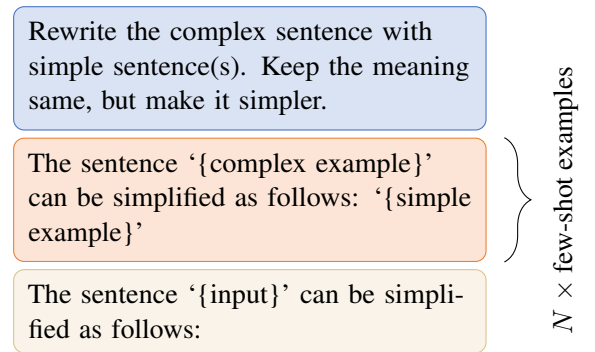 Rewrite the complex sentence with
simple sentence(s). Keep the meaning
same, but make it simpler.
The sentence ‘{complex example}’
can be simplified as follows: ‘{simple
example}’
The sentence ‘{input}’ can be simpli-
fied as follows:
N × few-shot examples